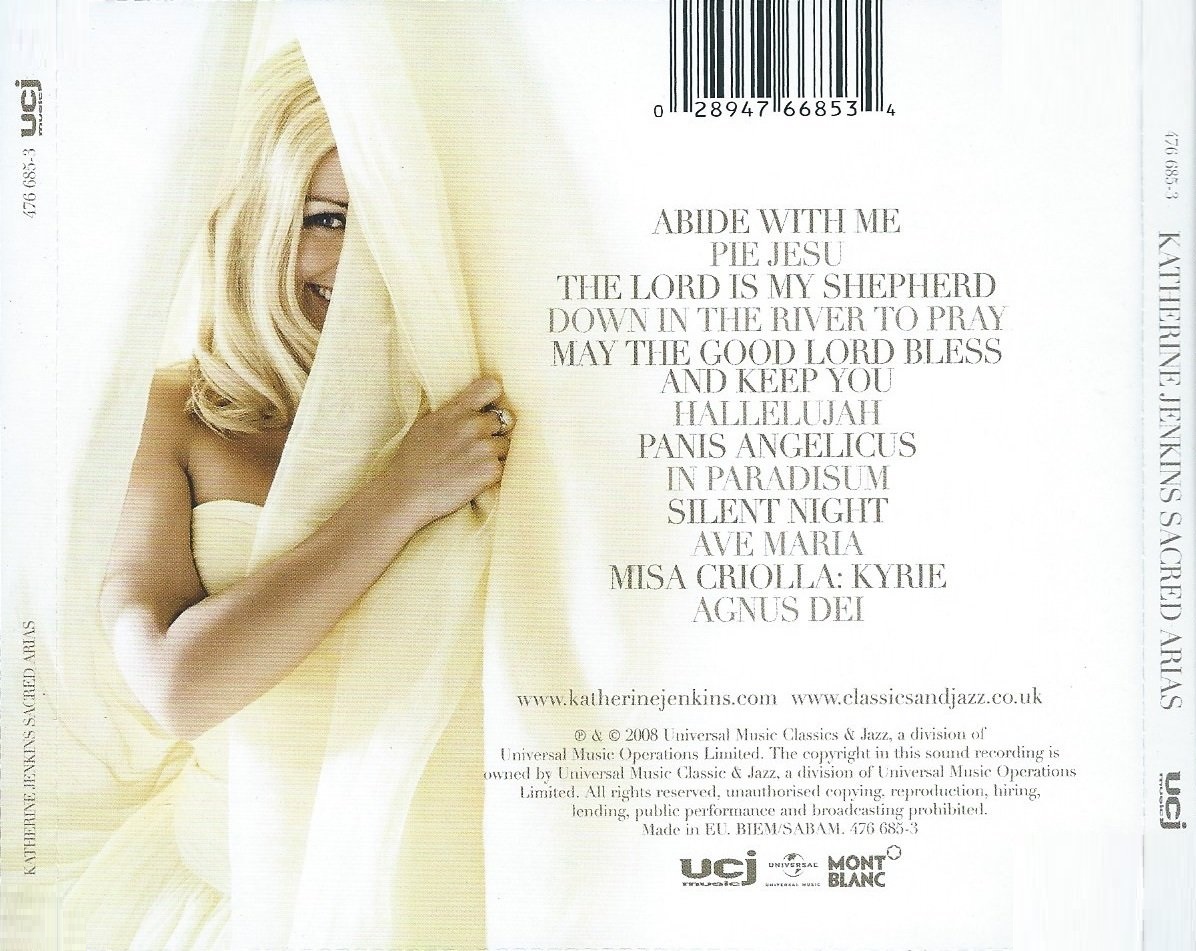 ucj
music
476 685-3
KATHERINE JENKINS SACRED ARIAS
0 28947 66853 4
ABIDE WITH ME
PIE JESU
THE LORD IS MY SHEPHERD
DOWN IN THE RIVER TO PRAY
MAY THE GOOD LORD BLESS
AND KEEP YOU
HALLELUJAH
PANIS ANGELICUS
IN PARADISUM
SILENT NIGHT
AVE MARIA
MISA CRIOLLA: KYRIE
AGNUS DEI
www.katherinejenkins.com www.classicsandjazz.co.uk
℗ & © 2008 Universal Music Classics & Jazz, a division of
Universal Music Operations Limited. The copyright in this sound recording is
owned by Universal Music Classic & Jazz, a division of Universal Music Operations
Limited. All rights reserved, unauthorised copying, reproduction, hiring,
lending, public performance and broadcasting prohibited.
Made in EU. BIEM/SABAM. 476 685-3
ucj
music
UNIVERSAL
UNIVERSAL MUSIC
MONT
BLANC
476 685-3
KATHERINE JENKINS SACRED ARIAS
ucj
music